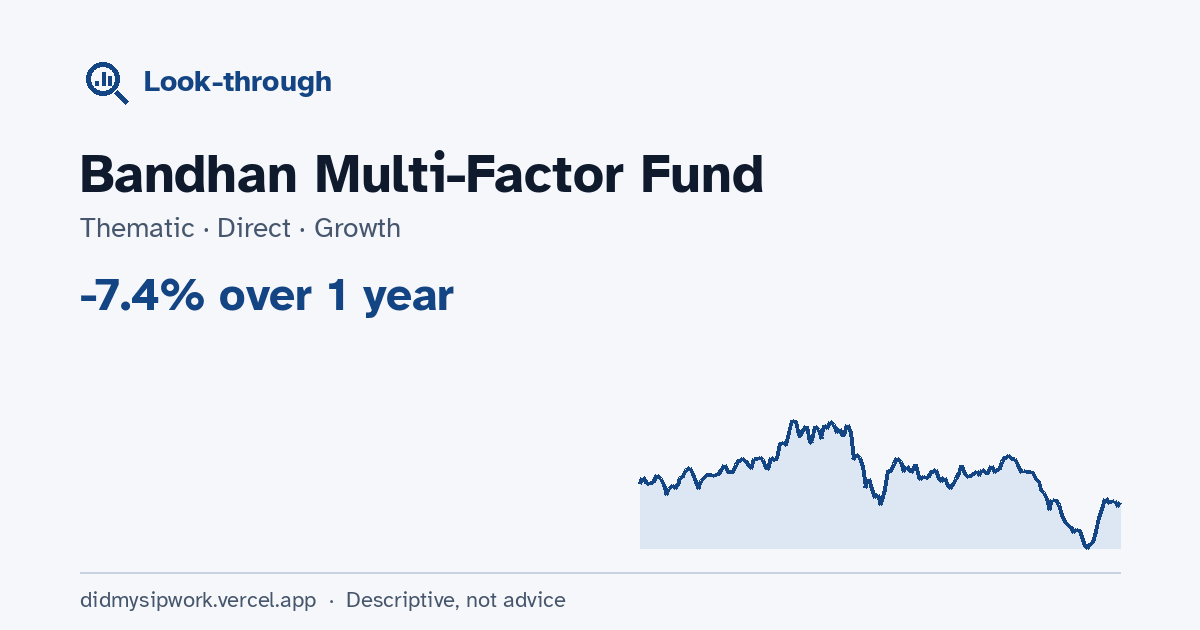 Look-through
Bandhan Multi-Factor Fund
Thematic · Direct · Growth
-7.4% over 1 year
didmysipwork.vercel.app · Descriptive, not advice